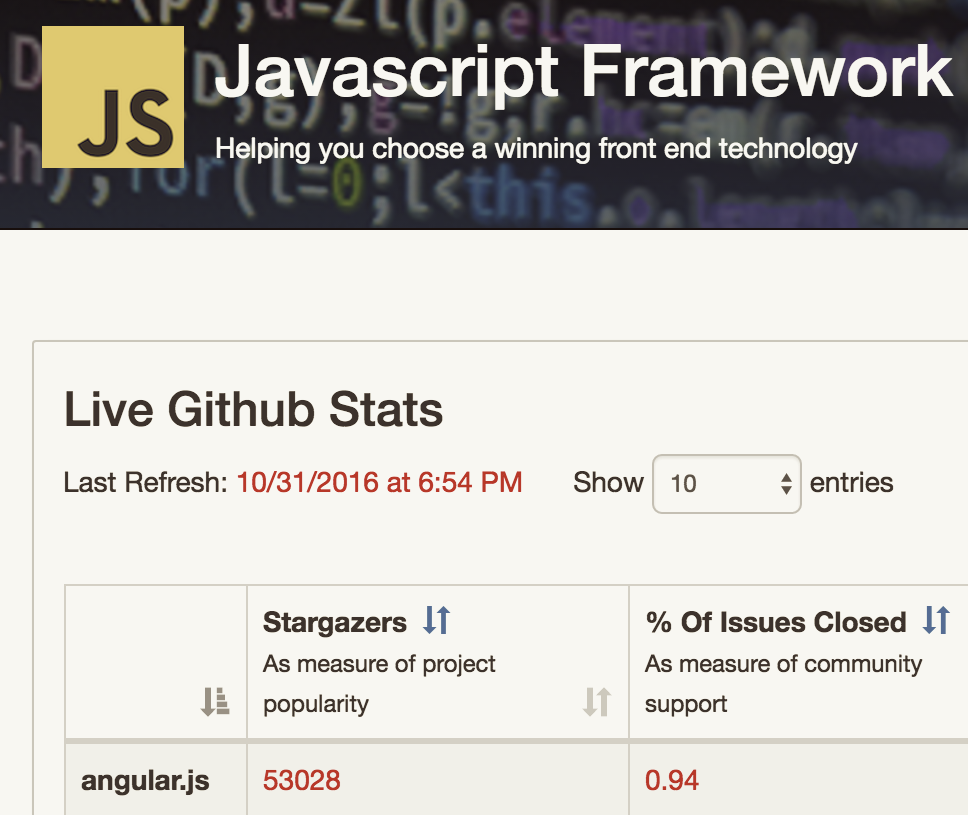 JS
Javascript Framework
Helping you choose a winning front end technology
Live Github Stats
Last Refresh: 10/31/2016 at 6:54 PM Show 10 entries
Stargazers % Of Issues Closed
As measure of project As measure of community
popularity support
angular.js 53028 0.94